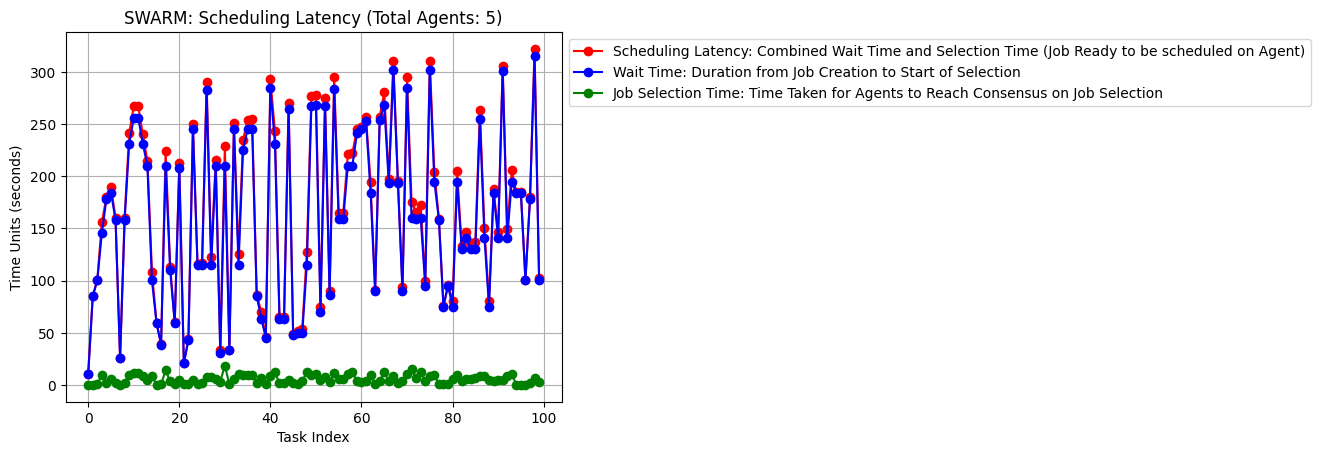 SWARM: Scheduling Latency (Total Agents: 5)
Scheduling Latency: Combined Wait Time and Selection Time (Job Ready to be scheduled on Agent)
Wait Time: Duration from Job Creation to Start of Selection
Job Selection Time: Time Taken for Agents to Reach Consensus on Job Selection
Time Units (seconds)
300
250
200
150
100
50
0
0 20 40 60 80 100
Task Index